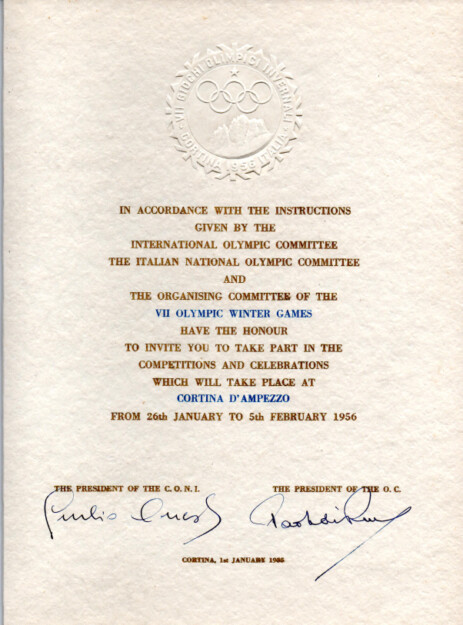 VII GIOCHI OLIMPICI INVERNALI
CORTINA 1956 ITALIA
IN ACCORDANCE WITH THE INSTRUCTIONS
GIVEN BY THE
INTERNATIONAL OLYMPIC COMMITTEE
THE ITALIAN NATIONAL OLYMPIC COMMITTEE
AND
THE ORGANISING COMMITTEE OF THE
VII OLYMPIC WINTER GAMES
HAVE THE HONOUR
TO INVITE YOU TO TAKE PART IN THE
COMPETITIONS AND CELEBRATIONS
WHICH WILL TAKE PLACE AT
CORTINA D'AMPEZZO
FROM 26th JANUARY TO 5th FEBRUARY 1956
THE PRESIDENT OF THE C.O.N.I. THE PRESIDENT OF THE O.C.
Giulio Onesti
CORTINA, 1st JANUARY 1955